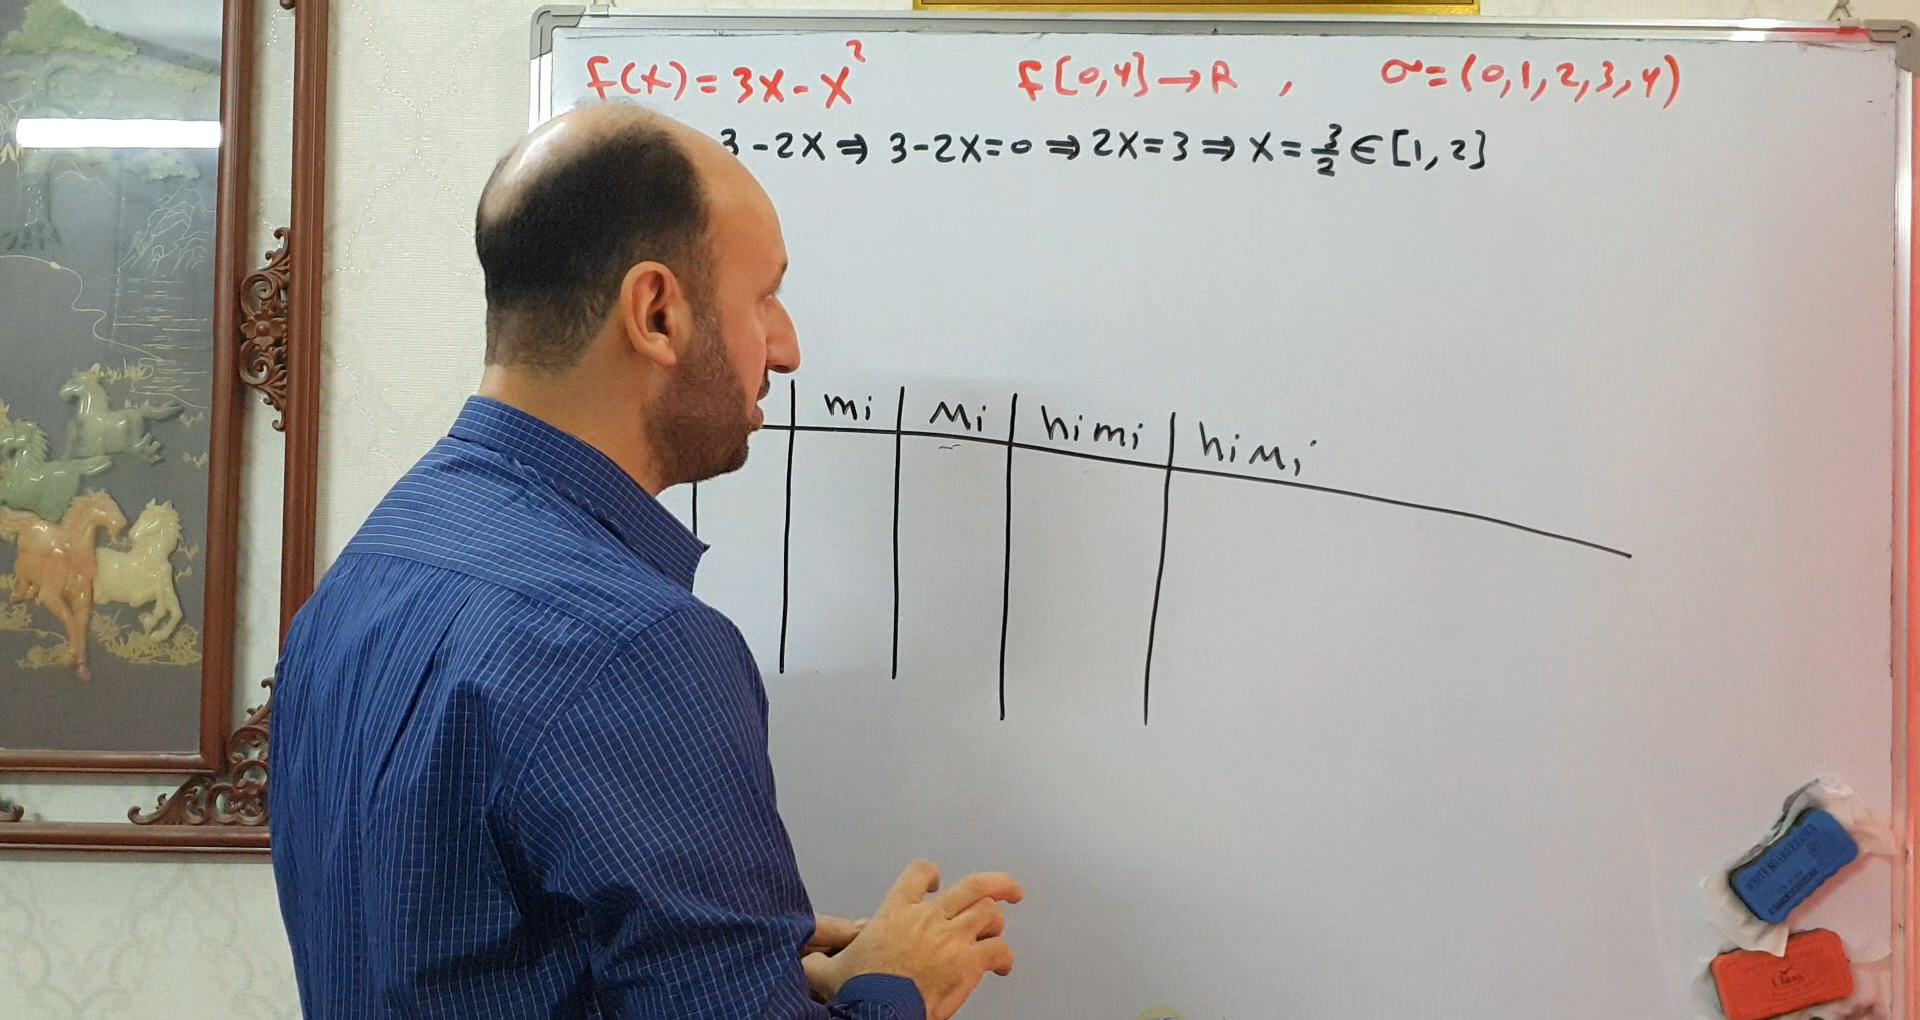 f(x) = 3x - x²    f[0,4] → R ,    σ = (0,1,2,3,4)
3 - 2x ⇒ 3 - 2x = 0 ⇒ 2x = 3 ⇒ x = 3/2 ∈ [1, 2]
mi Mi himi hiMi